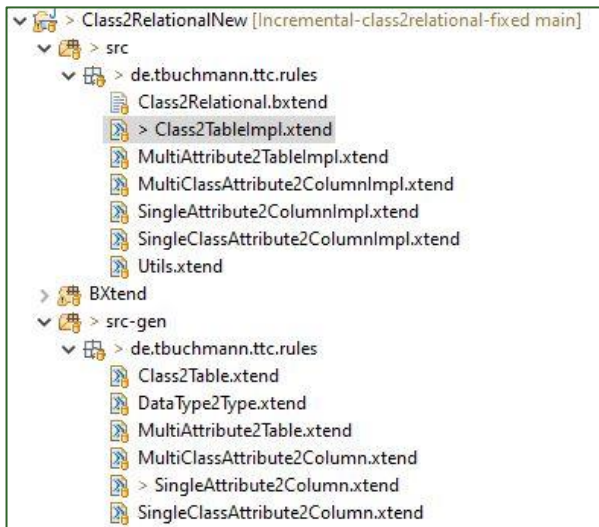 > Class2RelationalNew [Incremental-class2relational-fixed main]
> src
> de.tbuchmann.ttc.rules
Class2Relational.bxtend
> Class2TableImpl.xtend
MultiAttribute2TableImpl.xtend
MultiClassAttribute2ColumnImpl.xtend
SingleAttribute2ColumnImpl.xtend
SingleClassAttribute2ColumnImpl.xtend
Utils.xtend
BXtend
> src-gen
> de.tbuchmann.ttc.rules
Class2Table.xtend
DataType2Type.xtend
MultiAttribute2Table.xtend
MultiClassAttribute2Column.xtend
> SingleAttribute2Column.xtend
SingleClassAttribute2Column.xtend